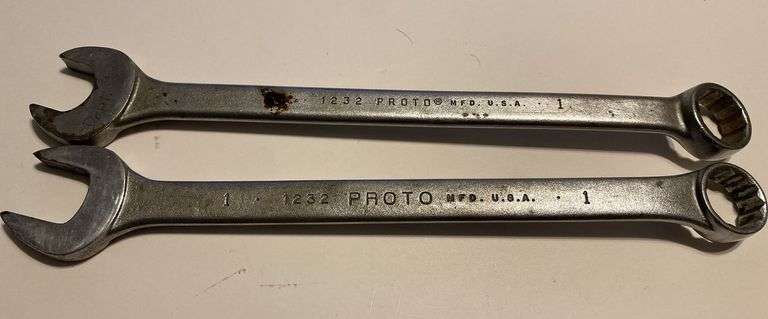 1232 PROTO® MFD. U.S.A. · 1
1 · 1232 PROTO MFD. U.S.A. · 1